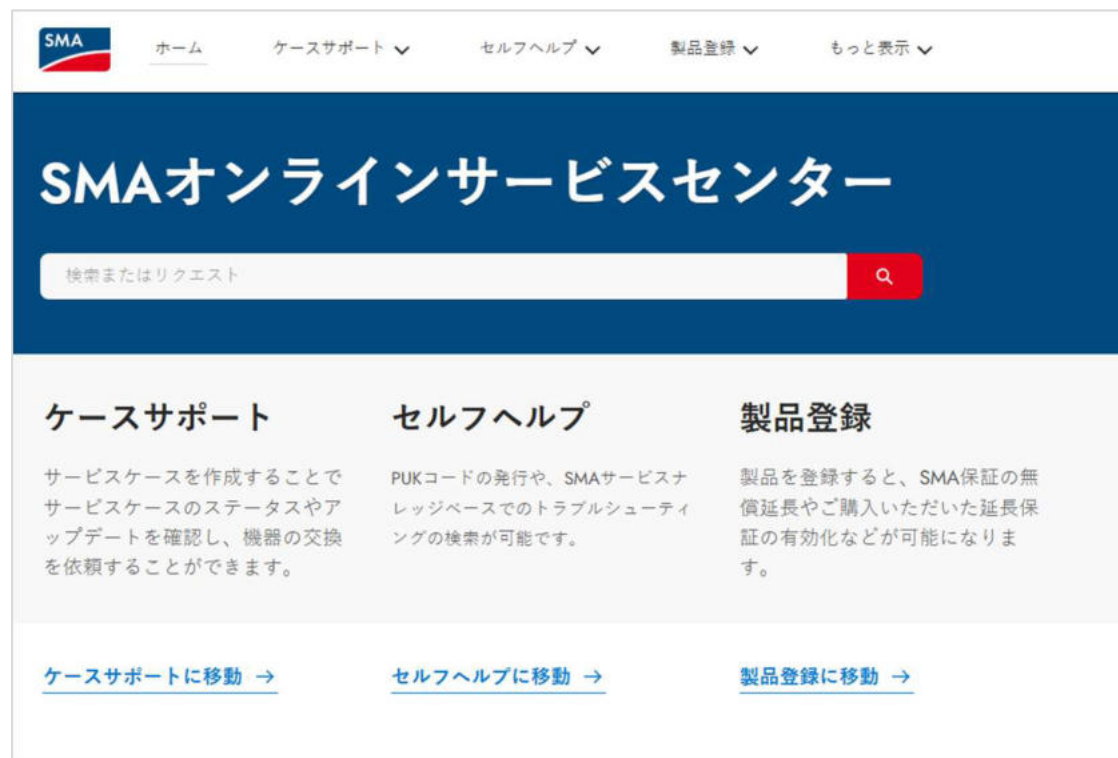 SMA
ホーム
ケースサポート
セルフヘルプ
製品登録
もっと表示
SMAオンラインサービスセンター
検索またはリクエスト
ケースサポート
サービスケースを作成することで
サービスケースのステータスやア
ップデートを確認し、機器の交換
を依頼することができます。
セルフヘルプ
PUKコードの発行や、SMAサービスナ
レッジベースでのトラブルシューティ
ングの検索が可能です。
製品登録
製品を登録すると、SMA保証の無
償延長やご購入いただいた延長保
証の有効化などが可能になりま
す。
ケースサポートに移動 →
セルフヘルプに移動 →
製品登録に移動 →